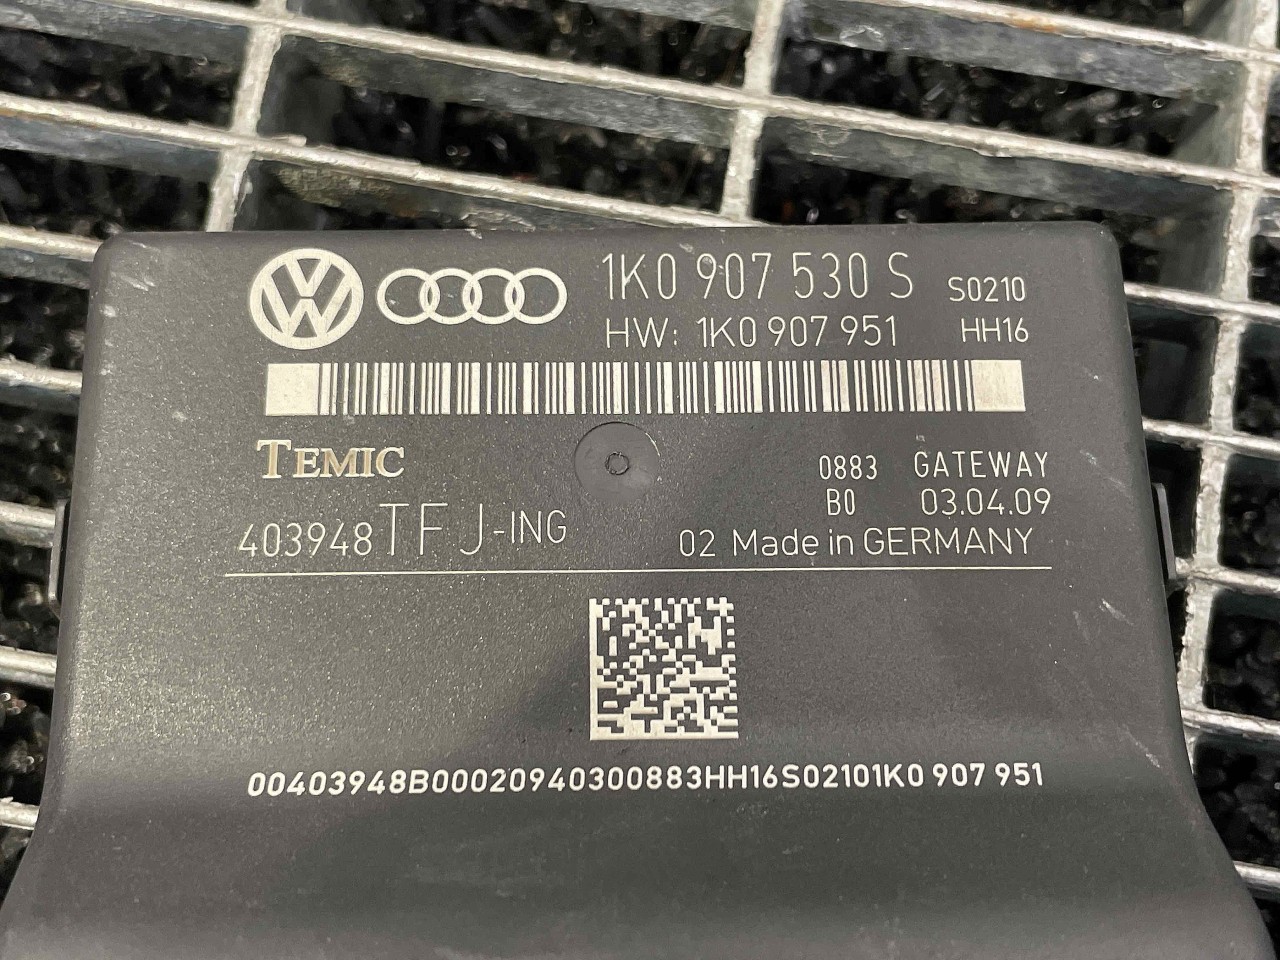 1K0 907 530 S S0210
HW: 1K0 907 951 HH16
TEMIC
0883 GATEWAY
B0 03.04.09
403948TFJ-ING
02 Made in GERMANY
00403948B00020940300883HH16S02101K0 907 951